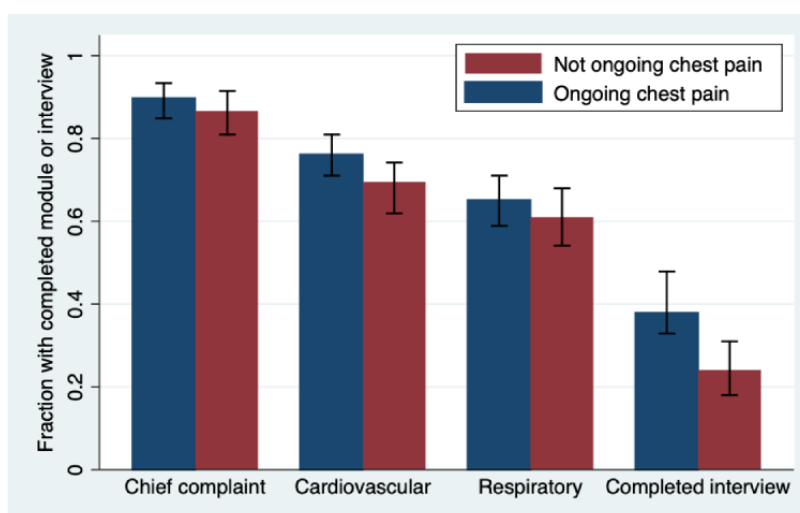 Fraction with completed module or interview
1
0.8
0.6
0.4
0.2
0
Not ongoing chest pain
Ongoing chest pain
Chief complaint
Cardiovascular
Respiratory
Completed interview